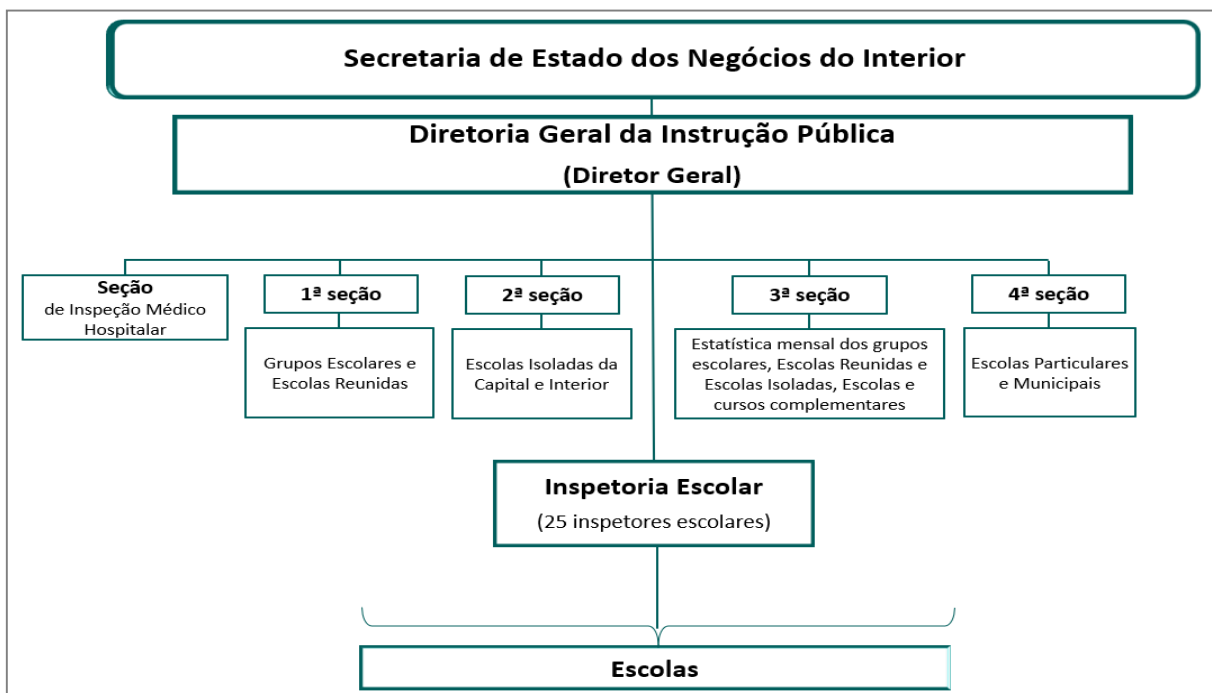 Secretaria de Estado dos Negócios do Interior
Diretoria Geral da Instrução Pública
(Diretor Geral)
Seção
de Inspeção Médico
Hospitalar
1ª seção
Grupos Escolares e
Escolas Reunidas
2ª seção
Escolas Isoladas da
Capital e Interior
3ª seção
Estatística mensal dos grupos
escolares, Escolas Reunidas e
Escolas Isoladas, Escolas e
cursos complementares
4ª seção
Escolas Particulares
e Municipais
Inspetoria Escolar
(25 inspetores escolares)
Escolas